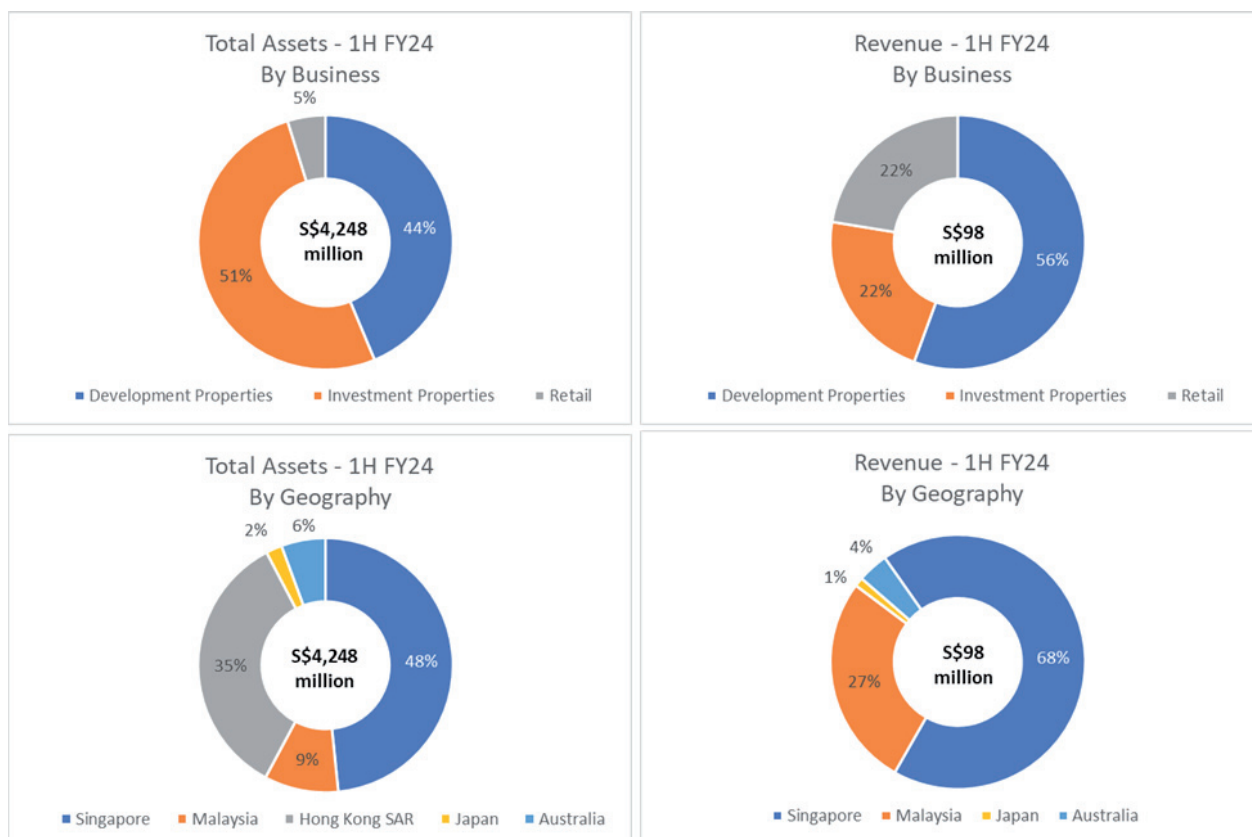 Total Assets - 1H FY24
By Business
5%
44%
51%
S$4,248
million
Development Properties Investment Properties Retail
Revenue - 1H FY24
By Business
22%
22%
56%
S$98
million
Development Properties Investment Properties Retail
Total Assets - 1H FY24
By Geography
2%
6%
35%
48%
9%
S$4,248
million
Singapore Malaysia Hong Kong SAR Japan Australia
Revenue - 1H FY24
By Geography
4%
1%
68%
27%
S$98
million
Singapore Malaysia Japan Australia